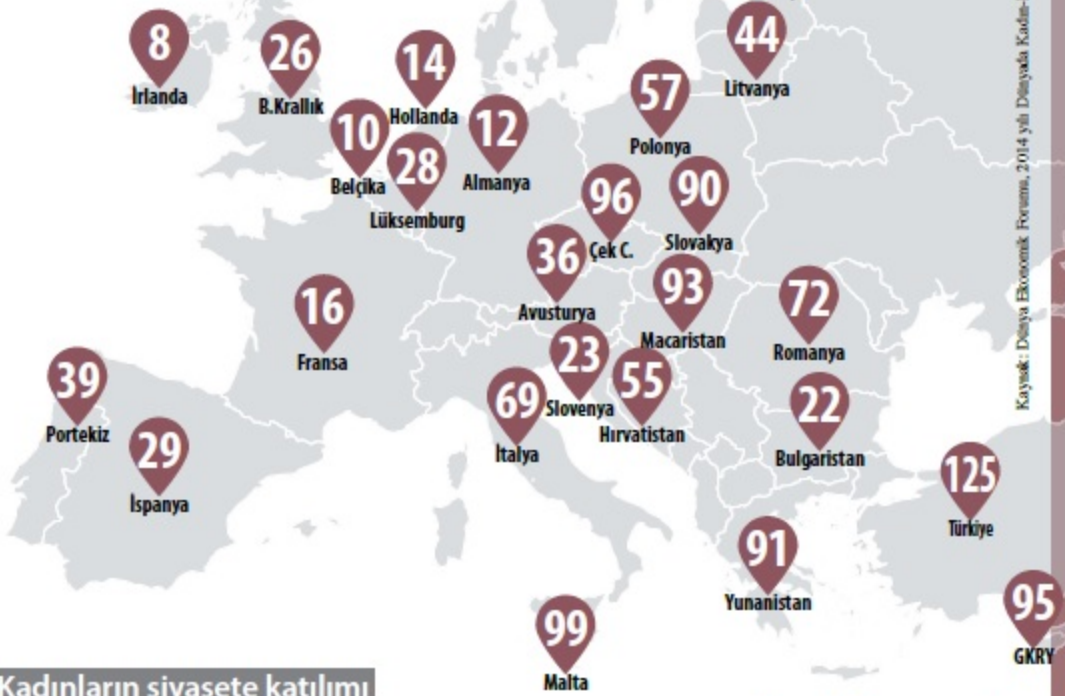 8
İrlanda
26
B.Krallık
14
Hollanda
44
Litvanya
57
Polonya
10
Belçika
12
Almanya
28
Lüksemburg
96
Çek C.
90
Slovakya
36
Avusturya
93
Macaristan
72
Romanya
16
Fransa
23
Slovenya
55
Hırvatistan
22
Bulgaristan
39
Portekiz
29
İspanya
69
İtalya
125
Türkiye
91
Yunanistan
95
GKRY
99
Malta
Kadınların siyasete katılımı
Kaynak: Dünya Ekonomik Forumu, 2014 yılı Dünyada Kadın-